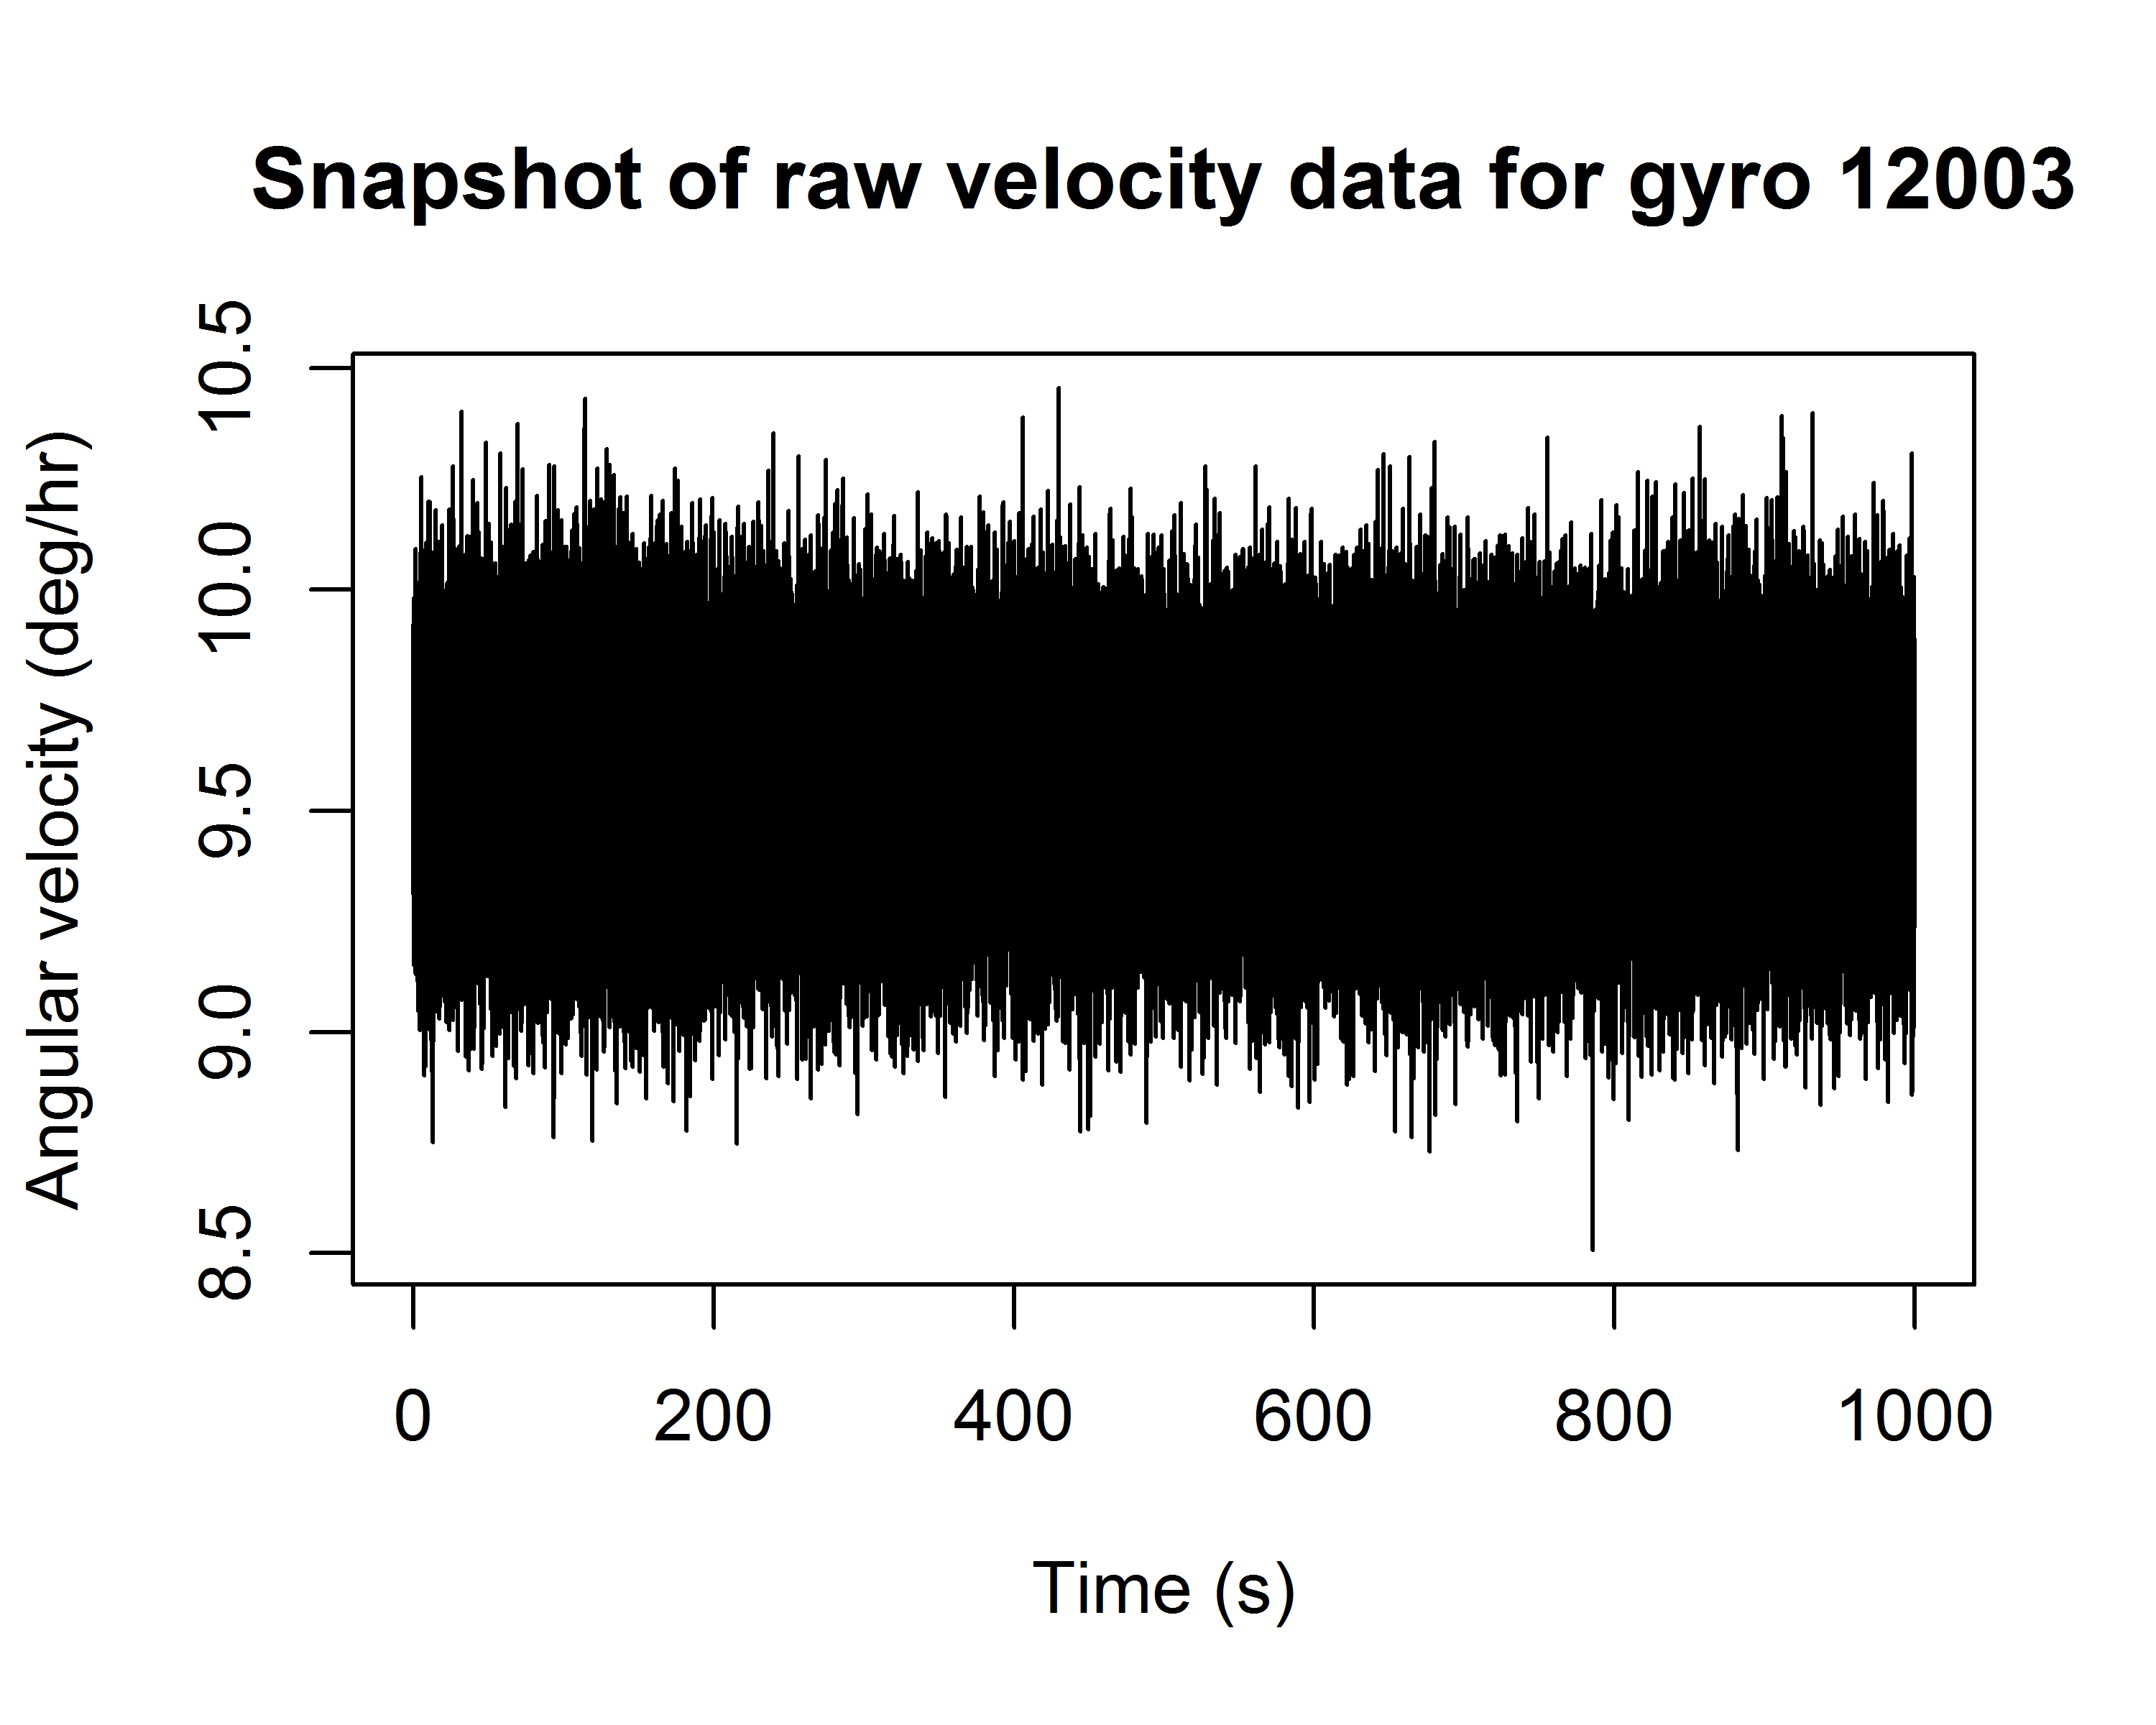 Snapshot of raw velocity data for gyro 12003
Angular velocity (deg/hr)
10.5
10.0
9.5
9.0
8.5
0 200 400 600 800 1000
Time (s)